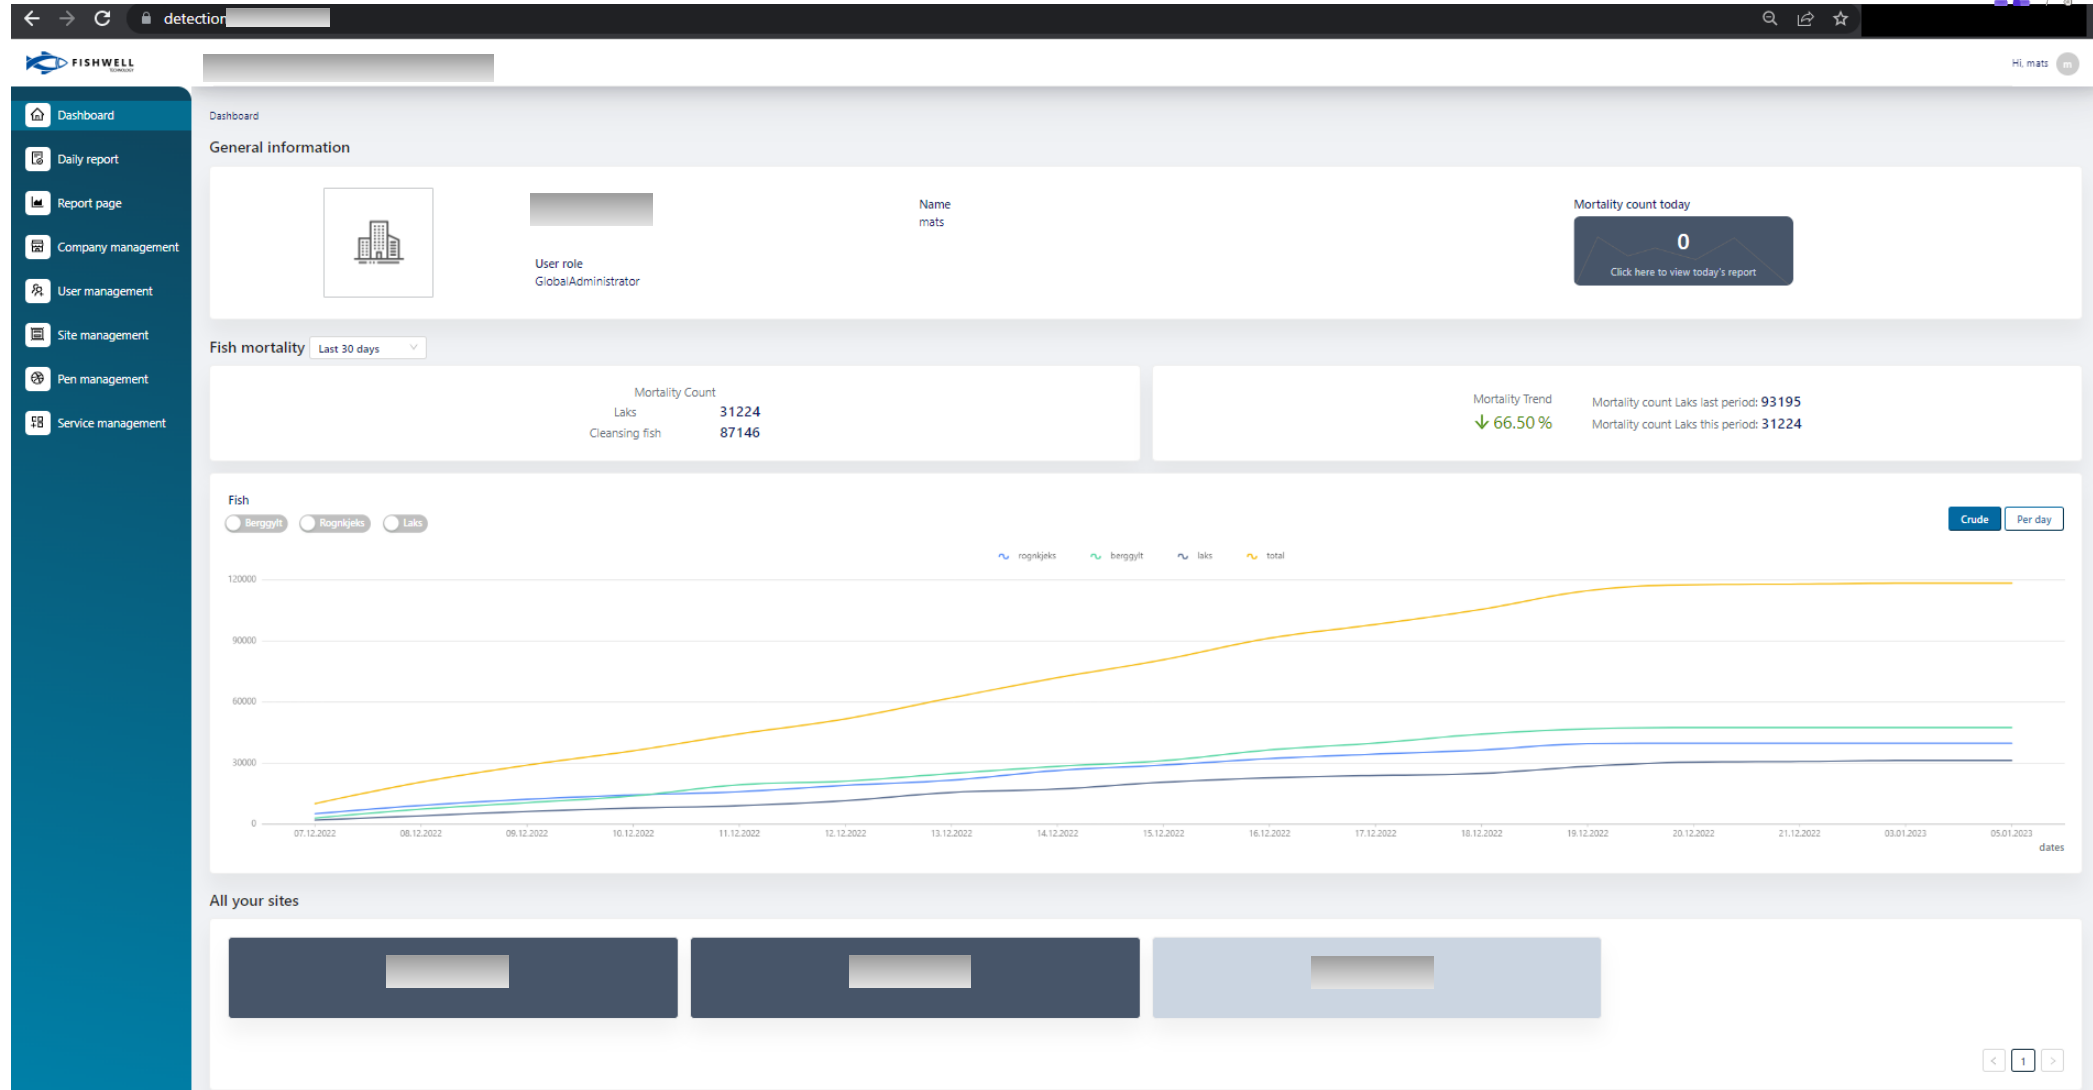 detection
FISHWELL
TECHNOLOGY
Hi, mats
m
Dashboard
Daily report
Report page
Company management
User management
Site management
Pen management
Service management
Dashboard
General information
User role
GlobalAdministrator
Name
mats
Mortality count today
0
Click here to view today's report
Fish mortality
Last 30 days
Mortality Count
Laks 31224
Cleansing fish 87146
Mortality Trend
66.50 %
Mortality count Laks last period: 93195
Mortality count Laks this period: 31224
Fish
Berggylt Rognkjeks Laks
Crude Per day
rognkjeks berggylt laks total
120000
90000
60000
30000
0
07.12.2022 08.12.2022 09.12.2022 10.12.2022 11.12.2022 12.12.2022 13.12.2022 14.12.2022 15.12.2022 16.12.2022 17.12.2022 18.12.2022 19.12.2022 20.12.2022 21.12.2022 03.01.2023 05.01.2023
dates
All your sites
< 1 >